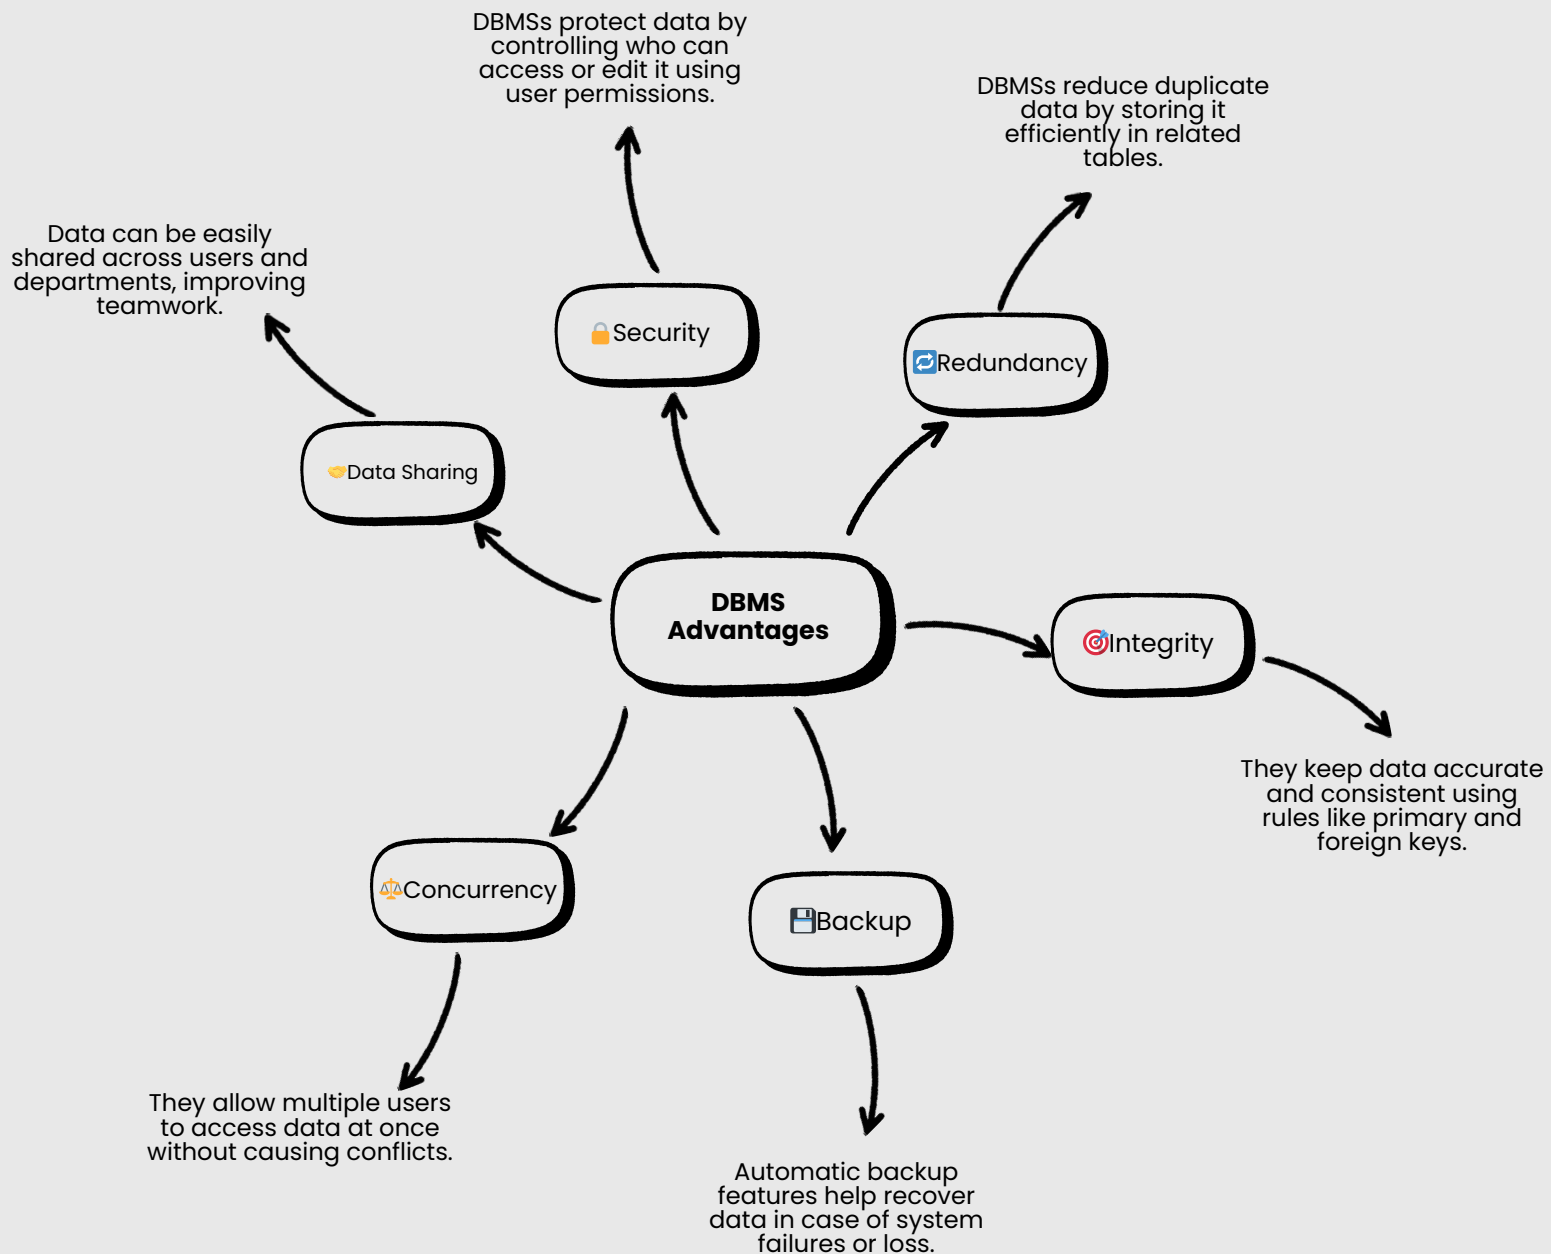 DBMSs protect data by
controlling who can
access or edit it using
user permissions.
DBMSs reduce duplicate
data by storing it
efficiently in related
tables.
Data can be easily
shared across users and
departments, improving
teamwork.
🔒Security
🔁Redundancy
🤝Data Sharing
DBMS
Advantages
🎯Integrity
They keep data accurate
and consistent using
rules like primary and
foreign keys.
⚖️Concurrency
💾Backup
They allow multiple users
to access data at once
without causing conflicts.
Automatic backup
features help recover
data in case of system
failures or loss.